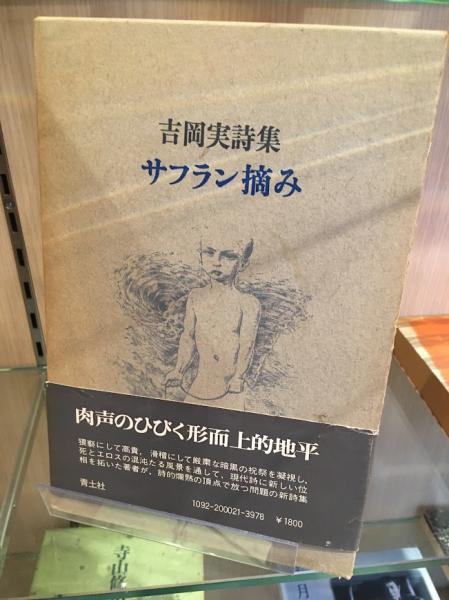 吉岡実詩集
サフラン摘み
肉声のひびく形而上的地平
猥褻にして高貴，滑稽にして厳粛な暗黒の祝祭を凝視し，
死とエロスの混沌たる風景を通して，現代詩に新しい位
相を拓いた著者が，詩的爛熟の頂点で放つ問題の新詩集
青土社
1092-200021-3978 ￥1800
寺山修
月